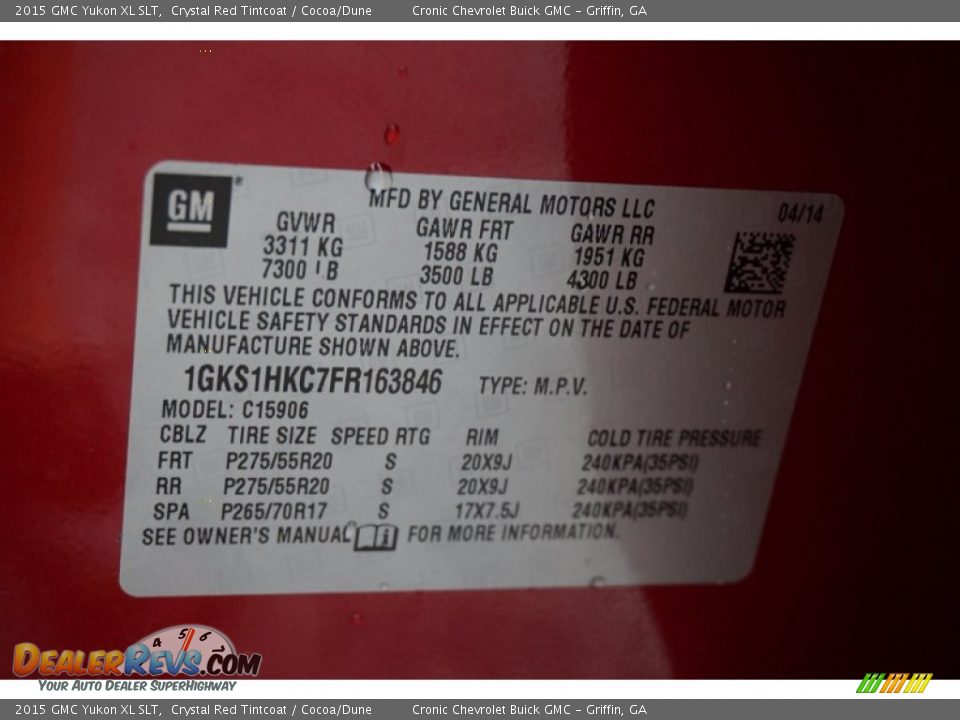 2015 GMC Yukon XL SLT, Crystal Red Tintcoat / Cocoa/Dune Cronic Chevrolet Buick GMC – Griffin, GA
GM®
MFD BY GENERAL MOTORS LLC 04/14
GVWR GAWR FRT GAWR RR
3311 KG 1588 KG 1951 KG
7300 LB 3500 LB 4300 LB
THIS VEHICLE CONFORMS TO ALL APPLICABLE U.S. FEDERAL MOTOR
VEHICLE SAFETY STANDARDS IN EFFECT ON THE DATE OF
MANUFACTURE SHOWN ABOVE.
1GKS1HKC7FR163846 TYPE: M.P.V.
MODEL: C15906
CBLZ TIRE SIZE SPEED RTG RIM COLD TIRE PRESSURE
FRT P275/55R20 S 20X9J 240KPA(35PSI)
RR P275/55R20 S 20X9J 240KPA(35PSI)
SPA P265/70R17 S 17X7.5J 240KPA(35PSI)
SEE OWNER'S MANUAL i FOR MORE INFORMATION.
4 5 6
DealerRevs.com
Your Auto Dealer SuperHighway
2015 GMC Yukon XL SLT, Crystal Red Tintcoat / Cocoa/Dune Cronic Chevrolet Buick GMC – Griffin, GA